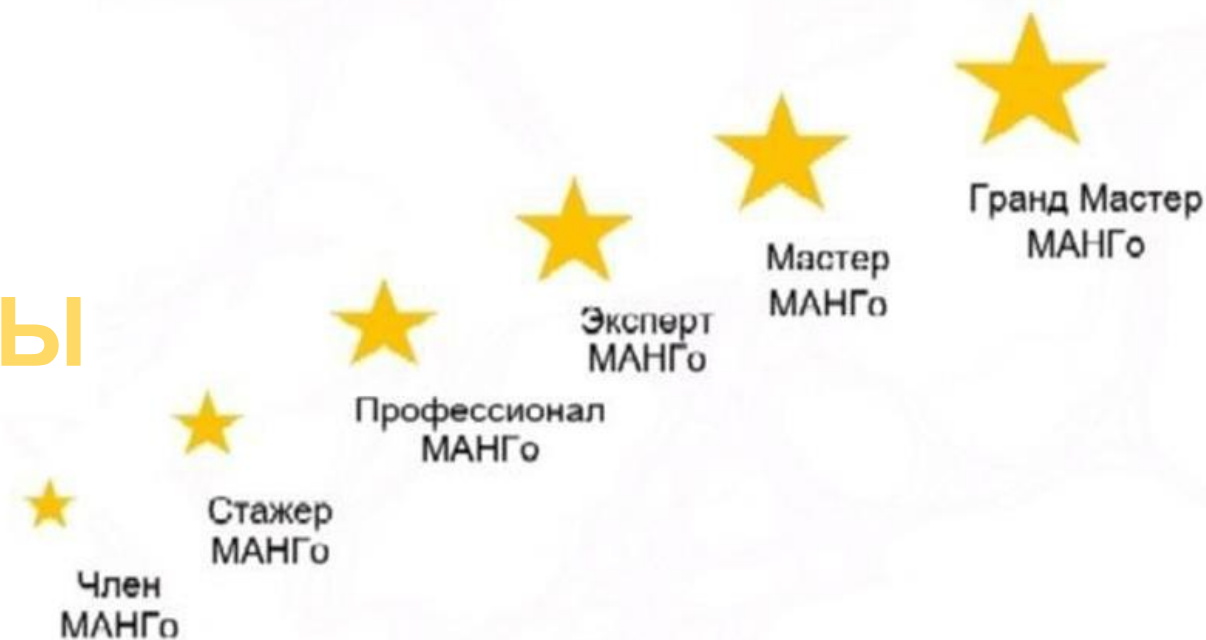 Гранд Мастер
МАНГо
Мастер
МАНГо
Эксперт
МАНГо
ы
Профессионал
МАНГо
Стажер
МАНГо
Член
МАНГо